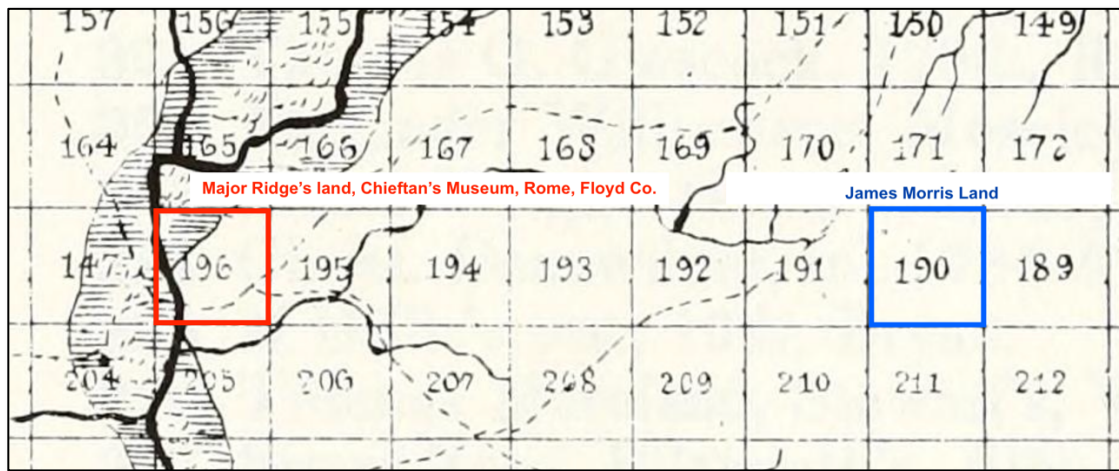 157 156 155 154 153 152 151 150 149
164 165 166 167 168 169 170 171 172
Major Ridge's land, Chieftan's Museum, Rome, Floyd Co.
James Morris Land
147 196 195 194 193 192 191 190 189
204 205 206 207 208 209 210 211 212